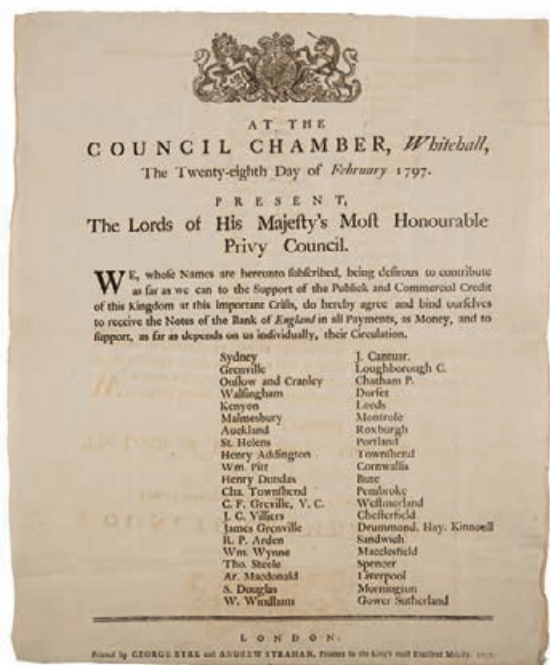 AT THE
COUNCIL CHAMBER, Whitehall,
The Twenty-eighth Day of February 1797.
PRESENT,
The Lords of His Majeſty's Moſt Honourable
Privy Council.
WE, whoſe Names are hereunto ſubſcribed, being deſirous to contribute
as far as we can to the Support of the Publick and Commercial Credit
of this Kingdom at this important Criſis, do hereby agree and bind ourſelves
to receive the Notes of the Bank of England in all Payments, as Money, and to
ſupport, as far as depends on us individually, their Circulation.
Sydney
Grenville
Onſlow and Cranley
Walſingham
Kenyon
Malmeſbury
Auckland
St. Helens
Henry Addington
Wm. Pitt
Henry Dundas
Cha. Townſhend
C. F. Greville, V. C.
J. C. Villiers
James Grenville
R. P. Arden
Wm. Wynne
Tho. Steele
Ar. Macdonald
S. Douglas
W. Windham
J. Cantuar.
Loughborough C.
Chatham P.
Dorſet
Leeds
Montroſe
Roxburgh
Portland
Townſhend
Cornwallis
Bute
Pembroke
Weſtmorland
Cheſterfield
Drummond. Hay. Kinnoull
Sandwich
Maccleſfield
Spencer
Liverpool
Mornington
Gower Sutherland
LONDON:
Printed by GEORGE EYRE and ANDREW STRAHAN, Printers to the King's moſt Excellent Majeſty. 1797.